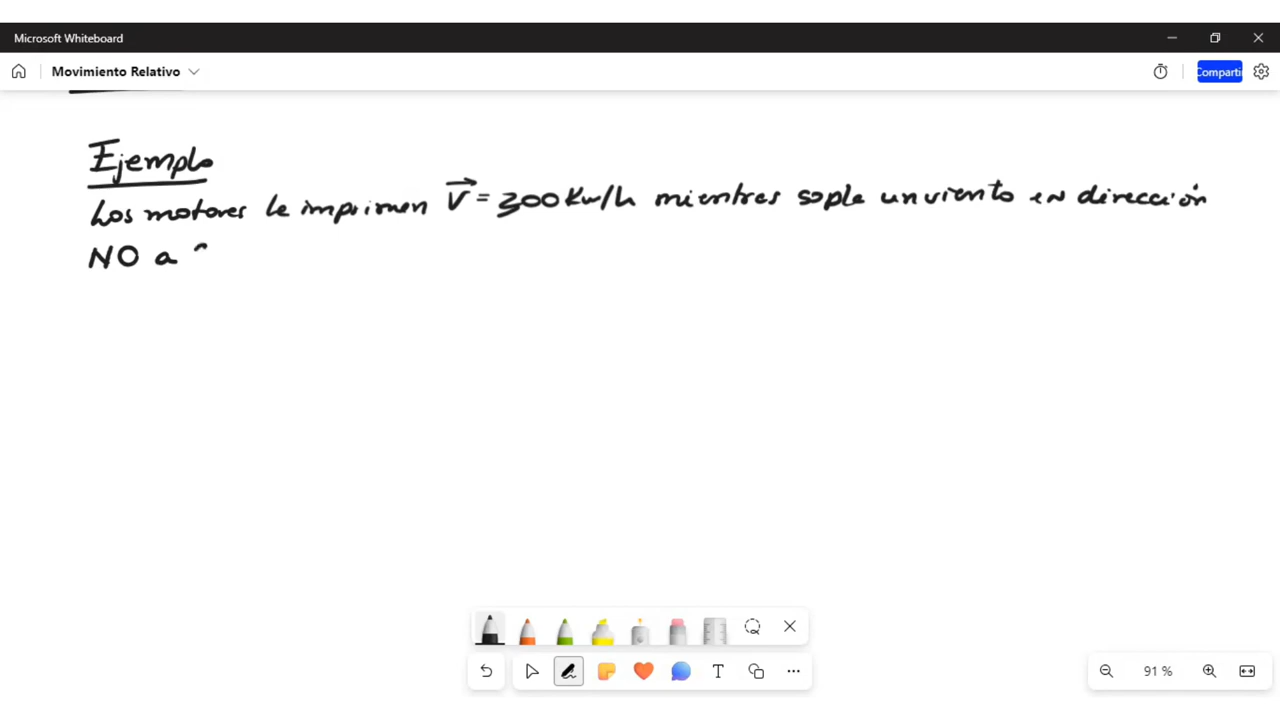 Microsoft Whiteboard
Movimiento Relativo
Comparti
Ejemplo
Los motores le imprimen v = 300 Km/h mientras sople un viento en dirección
NO a
91 %